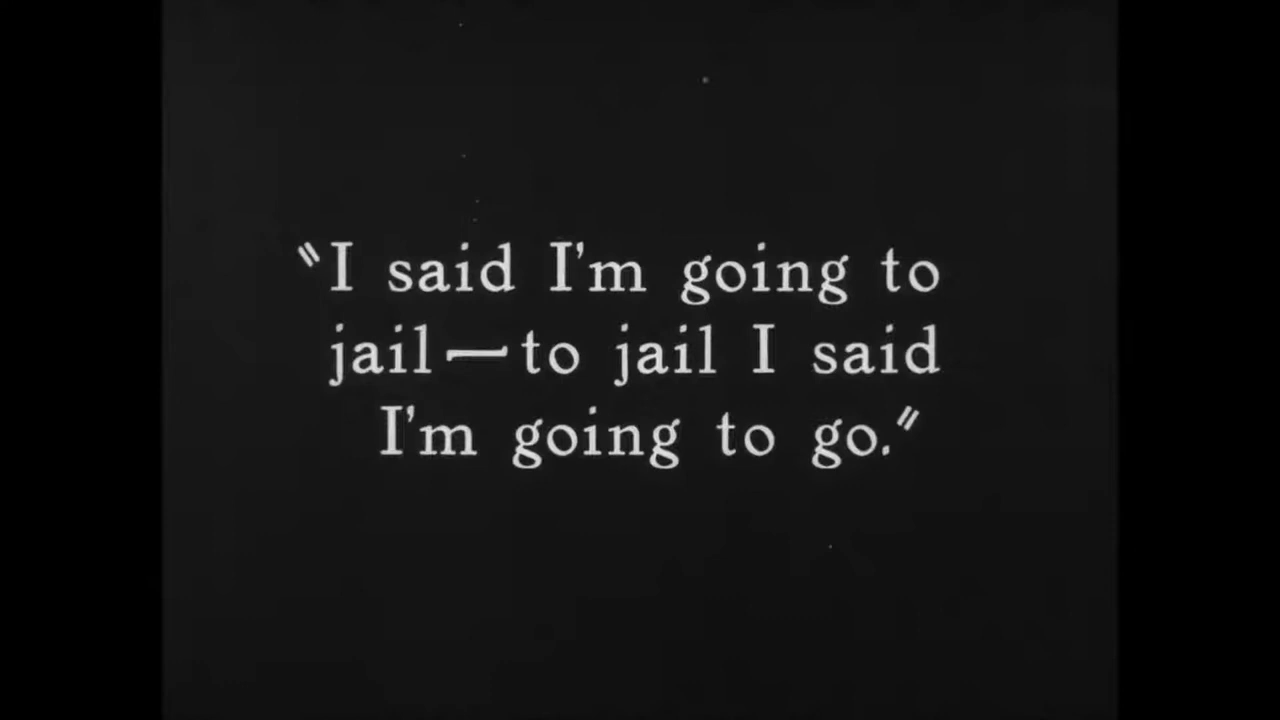 "I said I'm going to
jail—to jail I said
I'm going to go."